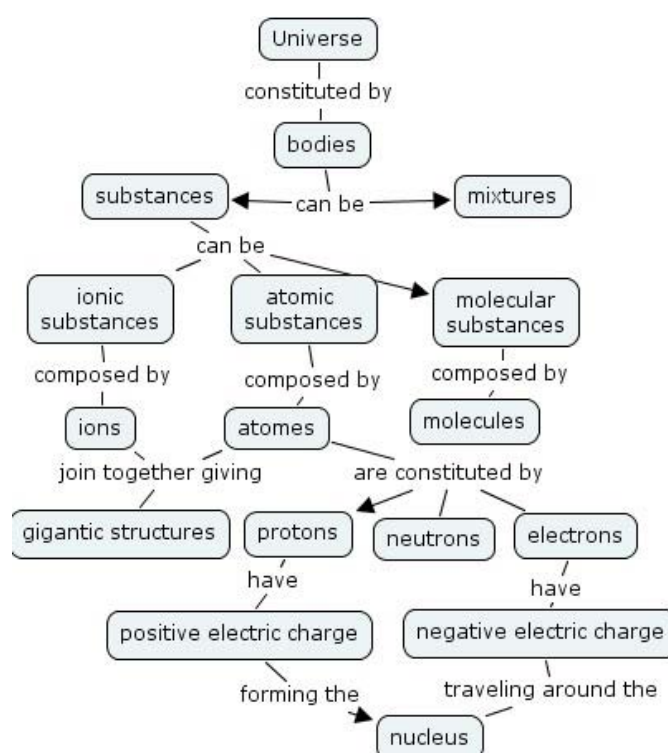 Universe
constituted by
bodies
substances
can be
mixtures
can be
ionic
substances
atomic
substances
molecular
substances
composed by
composed by
composed by
ions
atomes
molecules
join together giving
are constituted by
gigantic structures
protons
neutrons
electrons
have
have
positive electric charge
negative electric charge
forming the
traveling around the
nucleus